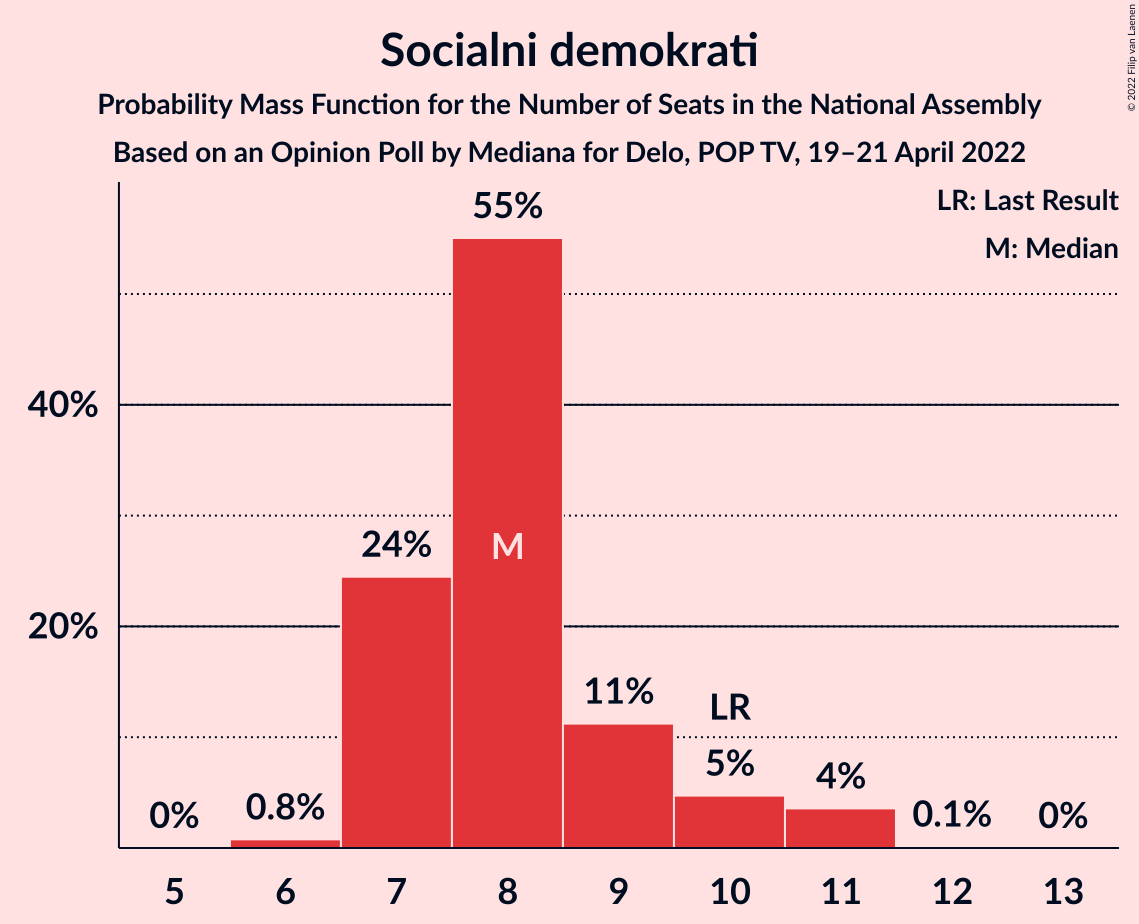 Socialni demokrati
Probability Mass Function for the Number of Seats in the National Assembly
Based on an Opinion Poll by Mediana for Delo, POP TV, 19–21 April 2022
© 2022 Filip van Laenen
LR: Last Result
M: Median
55%
40%
24%
M
20%
11%
LR
5%
4%
0%
0.8%
0.1%
0%
5 6 7 8 9 10 11 12 13